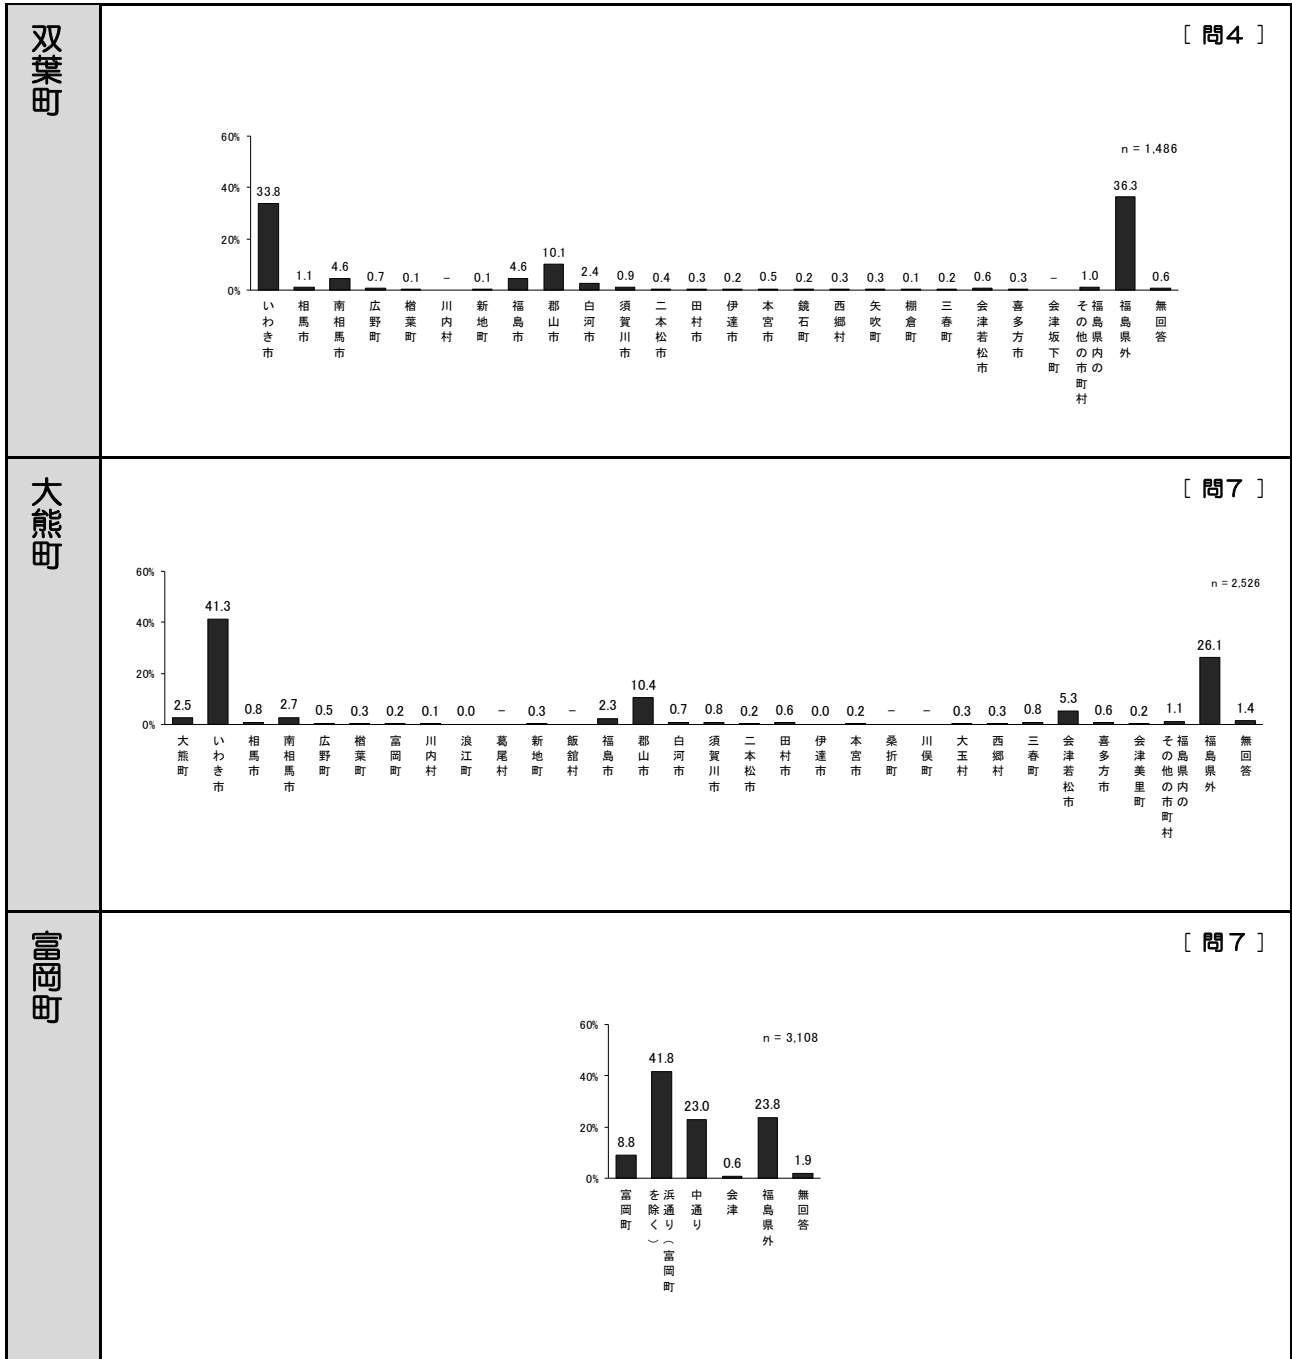 双葉町
[ 問4 ]
60%
40%
20%
0%
n = 1,486
33.8
1.1
4.6
0.7
0.1
−
0.1
4.6
10.1
2.4
0.9
0.4
0.3
0.2
0.5
0.2
0.3
0.3
0.1
0.2
0.6
0.3
−
1.0
36.3
0.6
いわき市
相馬市
南相馬市
広野町
楢葉町
川内村
新地町
福島市
郡山市
白河市
須賀川市
二本松市
田村市
伊達市
本宮市
鏡石町
西郷村
矢吹町
棚倉町
三春町
会津若松市
喜多方市
会津坂下町
福島県内の
その他の市町村
福島県外
無回答
大熊町
[ 問7 ]
60%
40%
20%
0%
n = 2,526
2.5
41.3
0.8
2.7
0.5
0.3
0.2
0.1
0.0
−
0.3
−
2.3
10.4
0.7
0.8
0.2
0.6
0.0
0.2
−
−
0.3
0.3
0.8
5.3
0.6
0.2
1.1
26.1
1.4
大熊町
いわき市
相馬市
南相馬市
広野町
楢葉町
富岡町
川内村
浪江町
葛尾村
新地町
飯舘村
福島市
郡山市
白河市
須賀川市
二本松市
田村市
伊達市
本宮市
桑折町
川俣町
大玉村
西郷村
三春町
会津若松市
喜多方市
会津美里町
福島県内の
その他の市町村
福島県外
無回答
富岡町
[ 問7 ]
60%
40%
20%
0%
n = 3,108
8.8
41.8
23.0
0.6
23.8
1.9
富岡町
浜通り(富岡町
を除く)
中通り
会津
福島県外
無回答